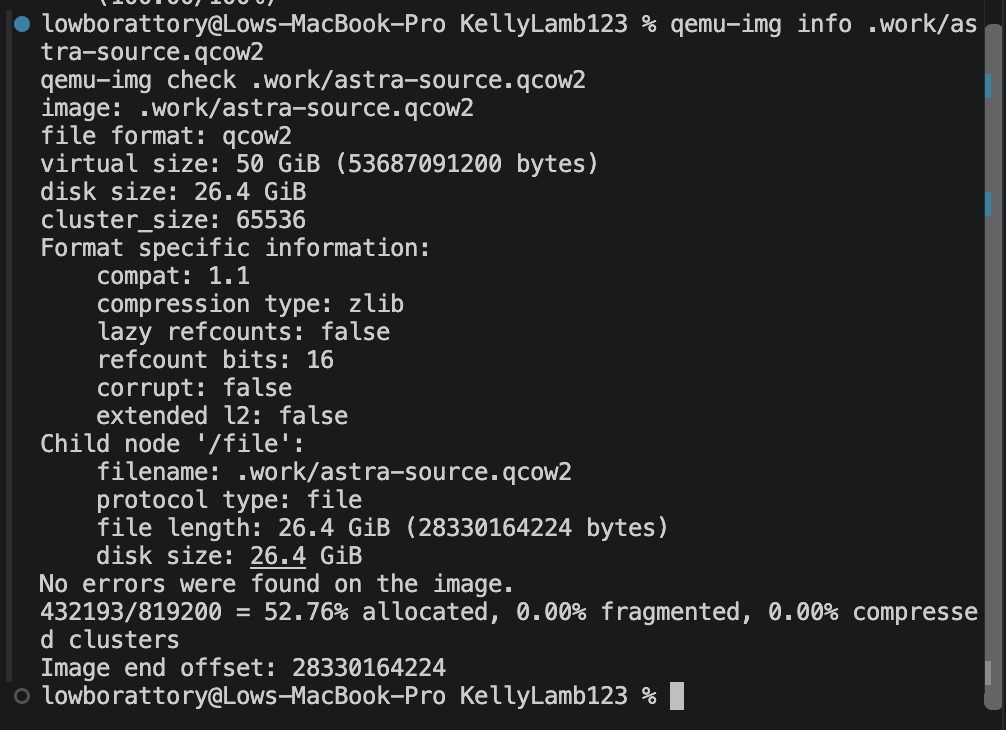 lowborattory@Lows-MacBook-Pro KellyLamb123 % qemu-img info .work/as
tra-source.qcow2
qemu-img check .work/astra-source.qcow2
image: .work/astra-source.qcow2
file format: qcow2
virtual size: 50 GiB (53687091200 bytes)
disk size: 26.4 GiB
cluster_size: 65536
Format specific information:
    compat: 1.1
    compression type: zlib
    lazy refcounts: false
    refcount bits: 16
    corrupt: false
    extended l2: false
Child node '/file':
    filename: .work/astra-source.qcow2
    protocol type: file
    file length: 26.4 GiB (28330164224 bytes)
    disk size: 26.4 GiB
No errors were found on the image.
432193/819200 = 52.76% allocated, 0.00% fragmented, 0.00% compresse
d clusters
Image end offset: 28330164224
lowborattory@Lows-MacBook-Pro KellyLamb123 %